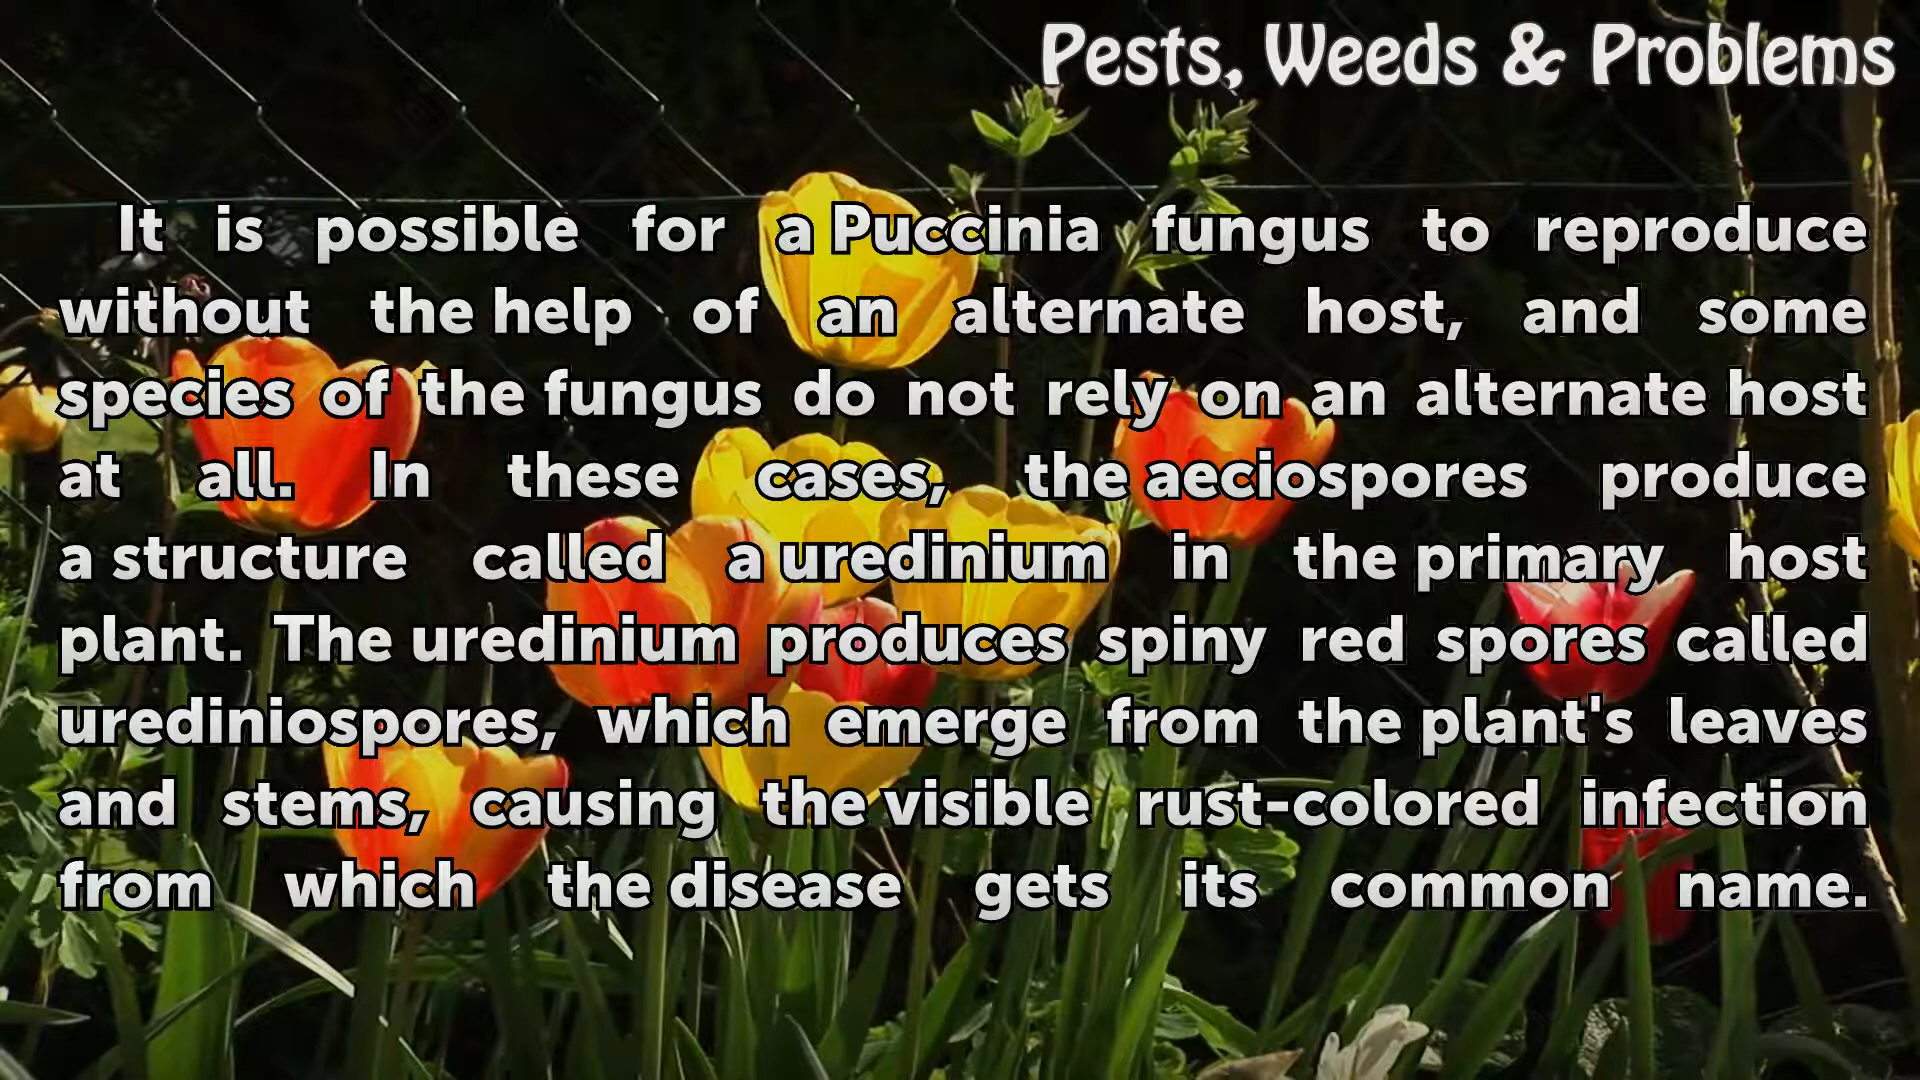 Pests, Weeds & Problems
It is possible for a Puccinia fungus to reproduce
without the help of an alternate host, and some
species of the fungus do not rely on an alternate host
at all. In these cases, the aeciospores produce
a structure called a uredinium in the primary host
plant. The uredinium produces spiny red spores called
urediniospores, which emerge from the plant's leaves
and stems, causing the visible rust-colored infection
from which the disease gets its common name.